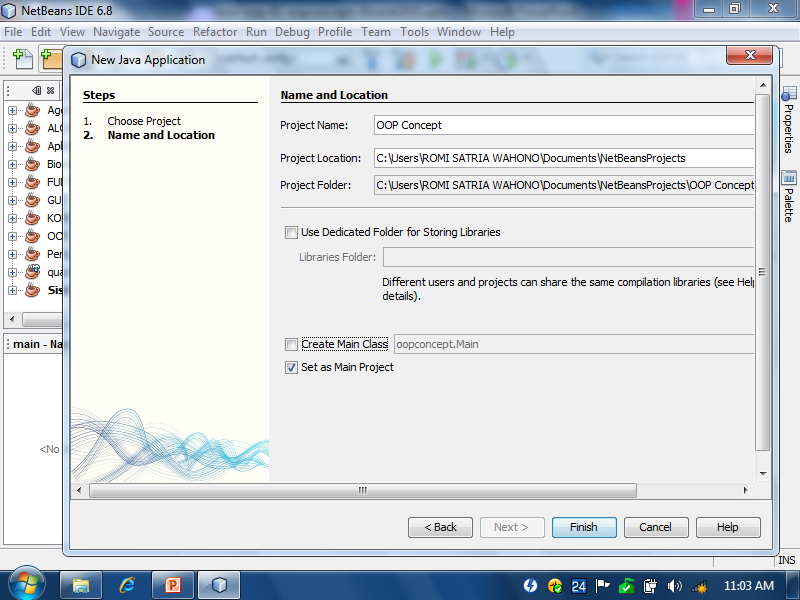 NetBeans IDE 6.8
File Edit View Navigate Source Refactor Run Debug Profile Team Tools Window Help
New Java Application
Steps
1. Choose Project
2. Name and Location
Name and Location
Project Name: OOP Concept
Project Location: C:\Users\ROMI SATRIA WAHONO\Documents\NetBeansProjects
Project Folder: C:\Users\ROMI SATRIA WAHONO\Documents\NetBeansProjects\OOP Concept
Use Dedicated Folder for Storing Libraries
Libraries Folder:
Different users and projects can share the same compilation libraries (see Help
details).
Create Main Class oopconcept.Main
Set as Main Project
< Back Next > Finish Cancel Help
Age
ALG
Apl
Bio
FUN
GU
KO
OO
Per
qua
Sis
main - Na
<No
Properties
Palette
INS
24
11:03 AM